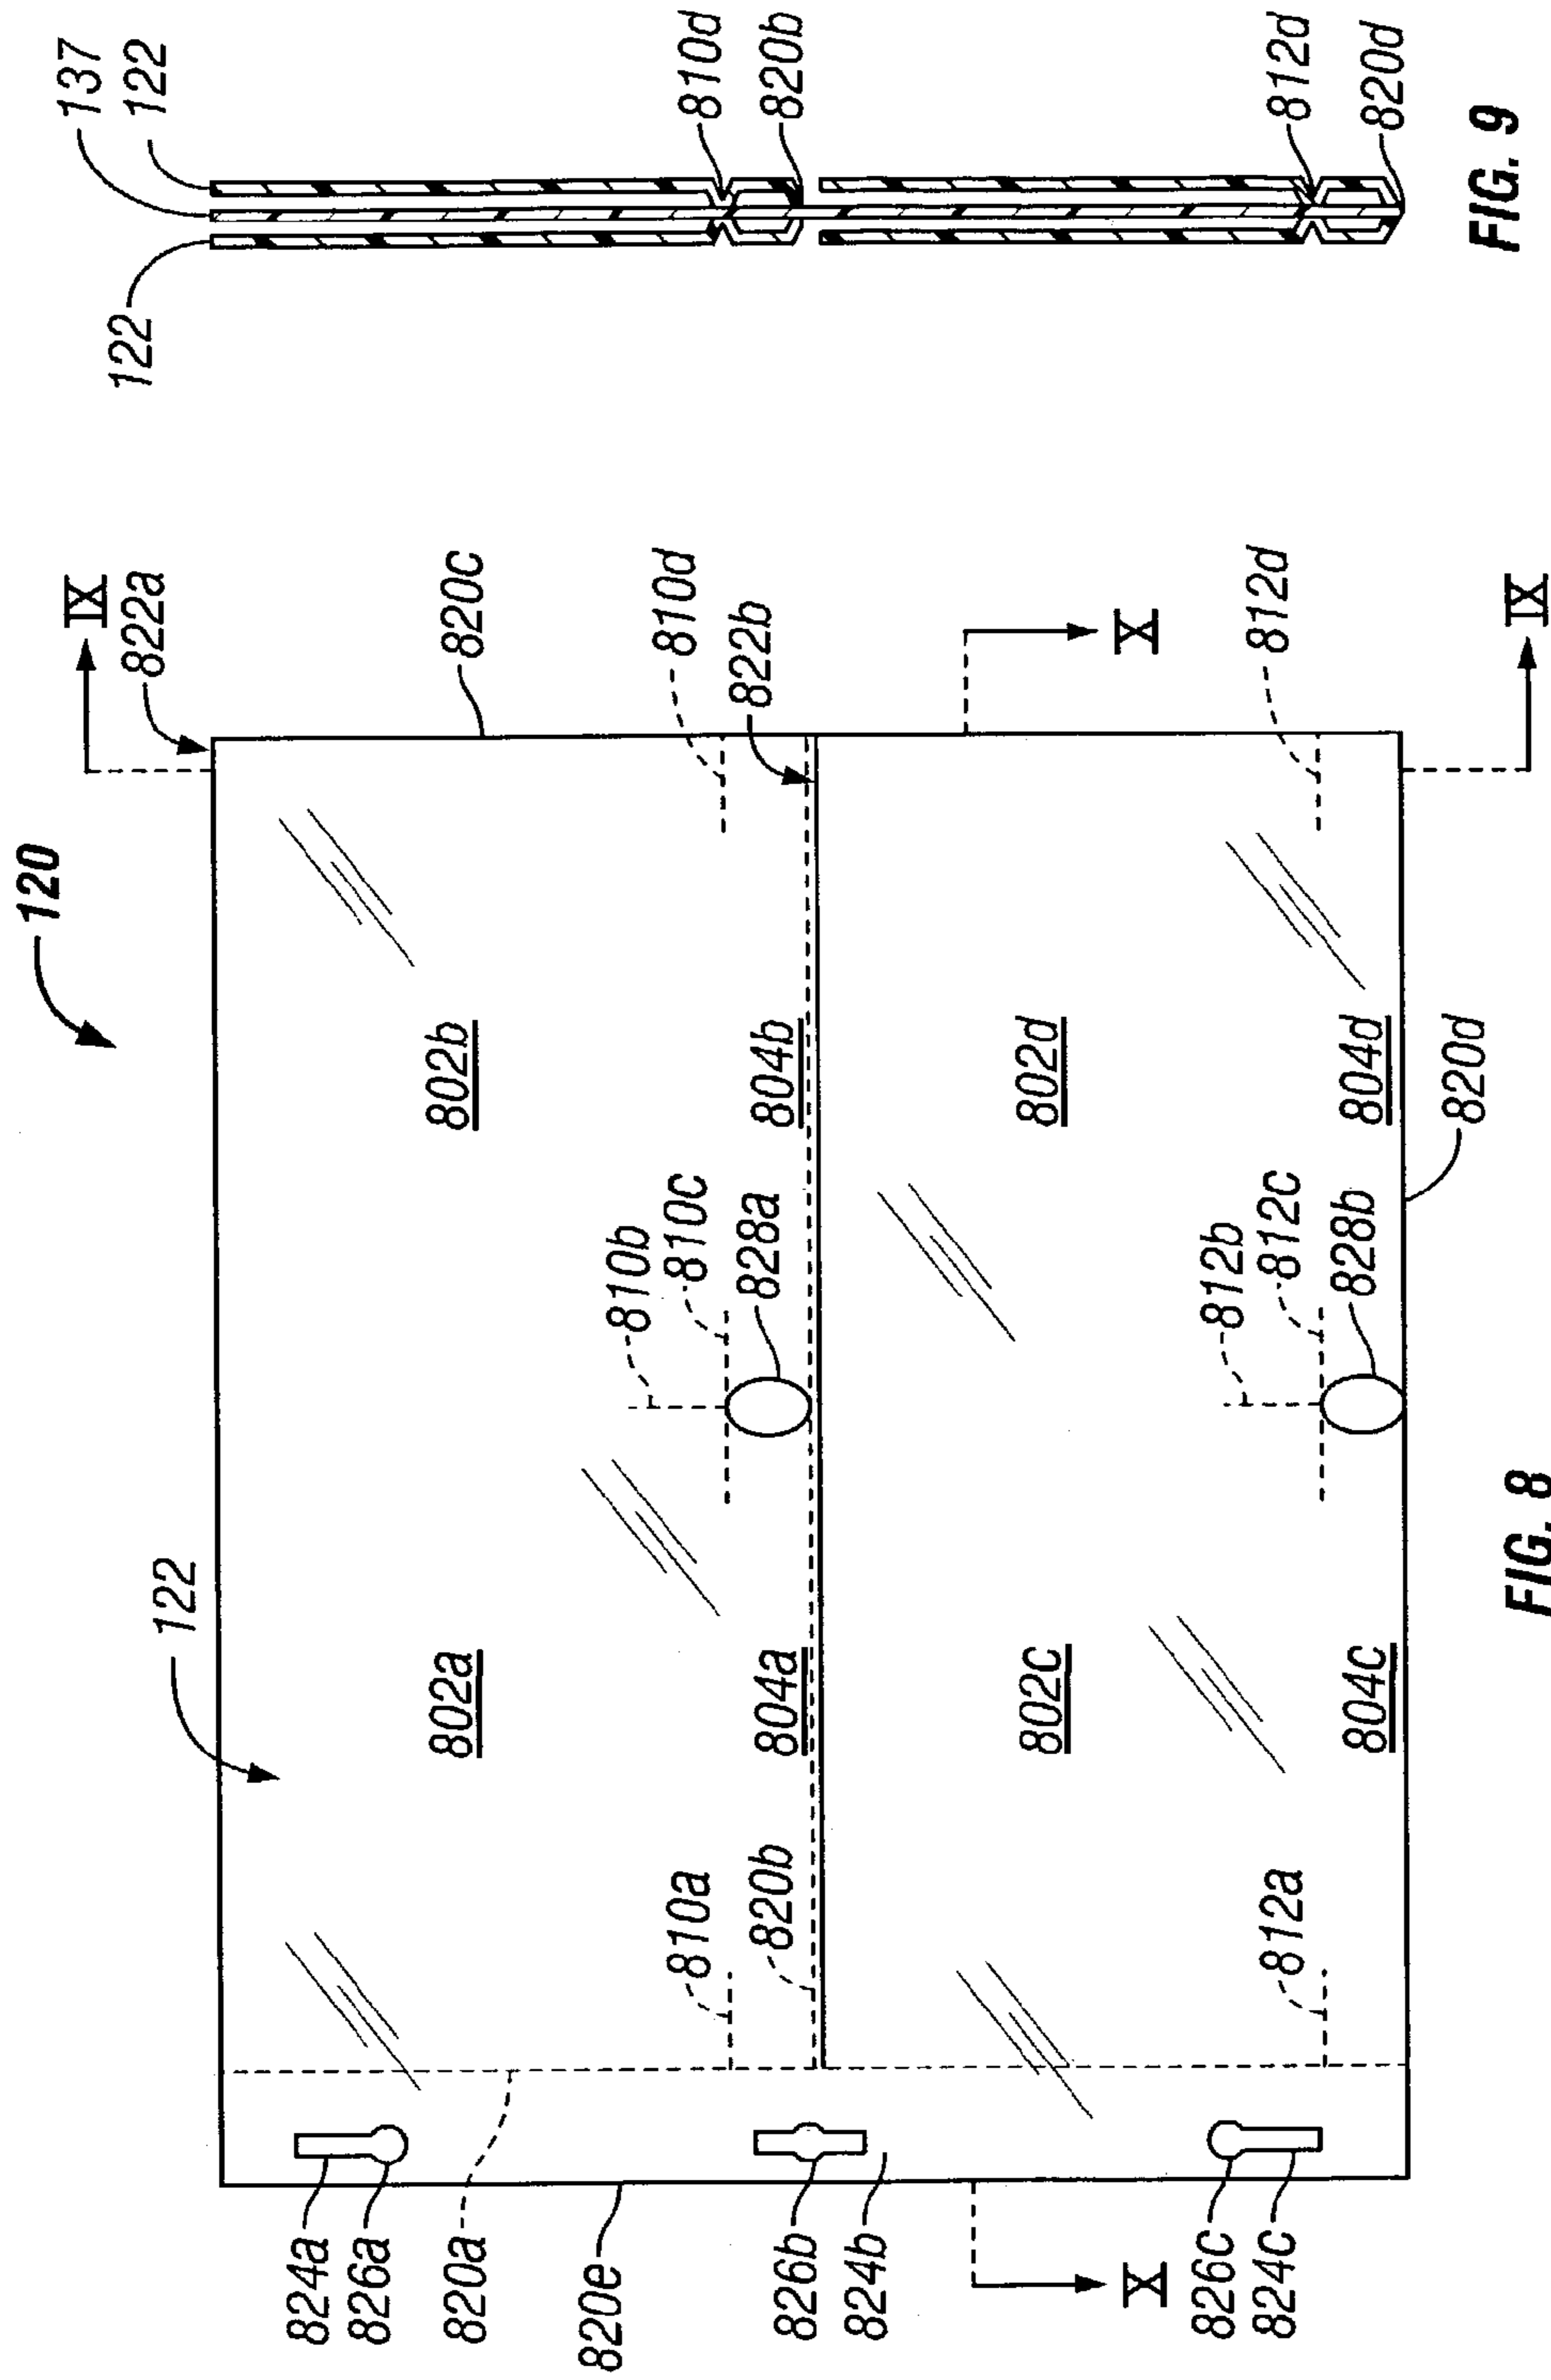 120
122
IX
822a
820c
802a
802b
810b
810c
810d
810a
820b
804a
828a
804b
822b
X
802c
802d
812b
812c
812d
812a
804c
828b
804d
IX
820d
824a
826a
820a
820e
826b
824b
X
826c
824c
FIG. 8
137
122
122
810d
820b
812d
820d
FIG. 9